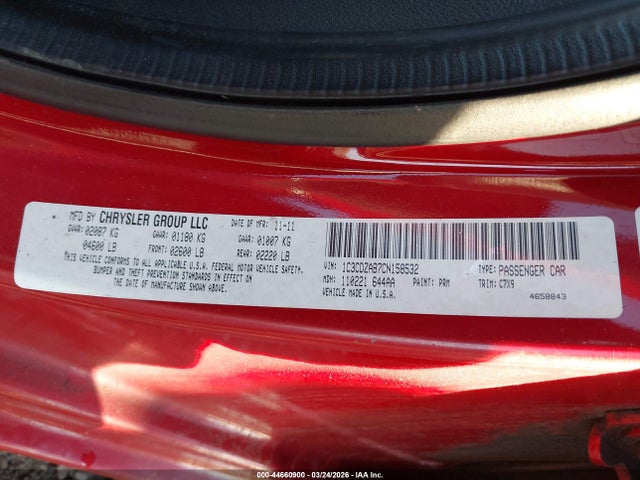 MFD BY CHRYSLER GROUP LLC DATE OF MFR 11-11
GVWR: 02087 KG GAWR: 01180 KG GAWR: 01007 KG
04600 LB FRONT: 02600 LB REAR: 02220 LB
THIS VEHICLE CONFORMS TO ALL APPLICABLE U.S.A. FEDERAL MOTOR VEHICLE SAFETY,
BUMPER, AND THEFT PREVENTION STANDARDS IN EFFECT ON
THE DATE OF MANUFACTURE SHOWN ABOVE.
VIN: 1C3CDZAB7CN158532 TYPE: PASSENGER CAR
MDH: 110221 644AA PAINT: PRM TRIM: C7X9
VEHICLE MADE IN U.S.A. 4658843
000-44660900 - 03/24/2026 - IAA Inc.